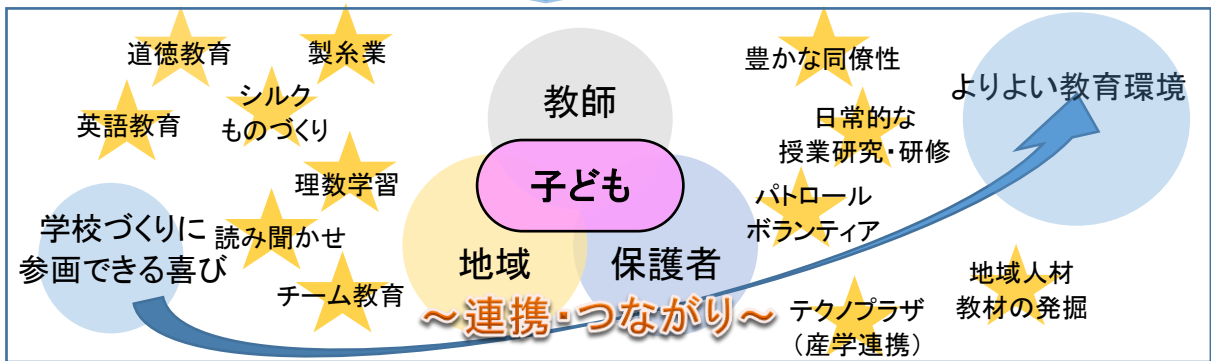 道徳教育
製糸業
英語教育
シルク
ものづくり
理数学習
読み聞かせ
チーム教育
学校づくりに
参画できる喜び
教師
子ども
地域
保護者
～連携・つながり～
豊かな同僚性
日常的な
授業研究・研修
パトロール
ボランティア
テクノプラザ
（産学連携）
地域人材
教材の発掘
よりよい教育環境